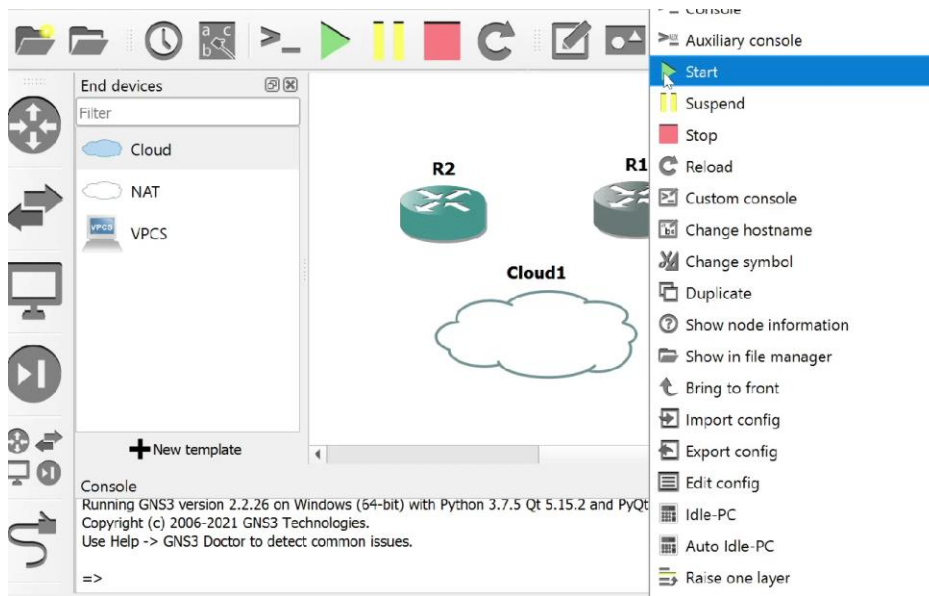 End devices
Filter
Cloud
NAT
VPCS
New template
R2
R1
Cloud1
Console
Running GNS3 version 2.2.26 on Windows (64-bit) with Python 3.7.5 Qt 5.15.2 and PyQt
Copyright (c) 2006-2021 GNS3 Technologies.
Use Help -> GNS3 Doctor to detect common issues.
=>
Console
Auxiliary console
Start
Suspend
Stop
Reload
Custom console
Change hostname
Change symbol
Duplicate
Show node information
Show in file manager
Bring to front
Import config
Export config
Edit config
Idle-PC
Auto Idle-PC
Raise one layer